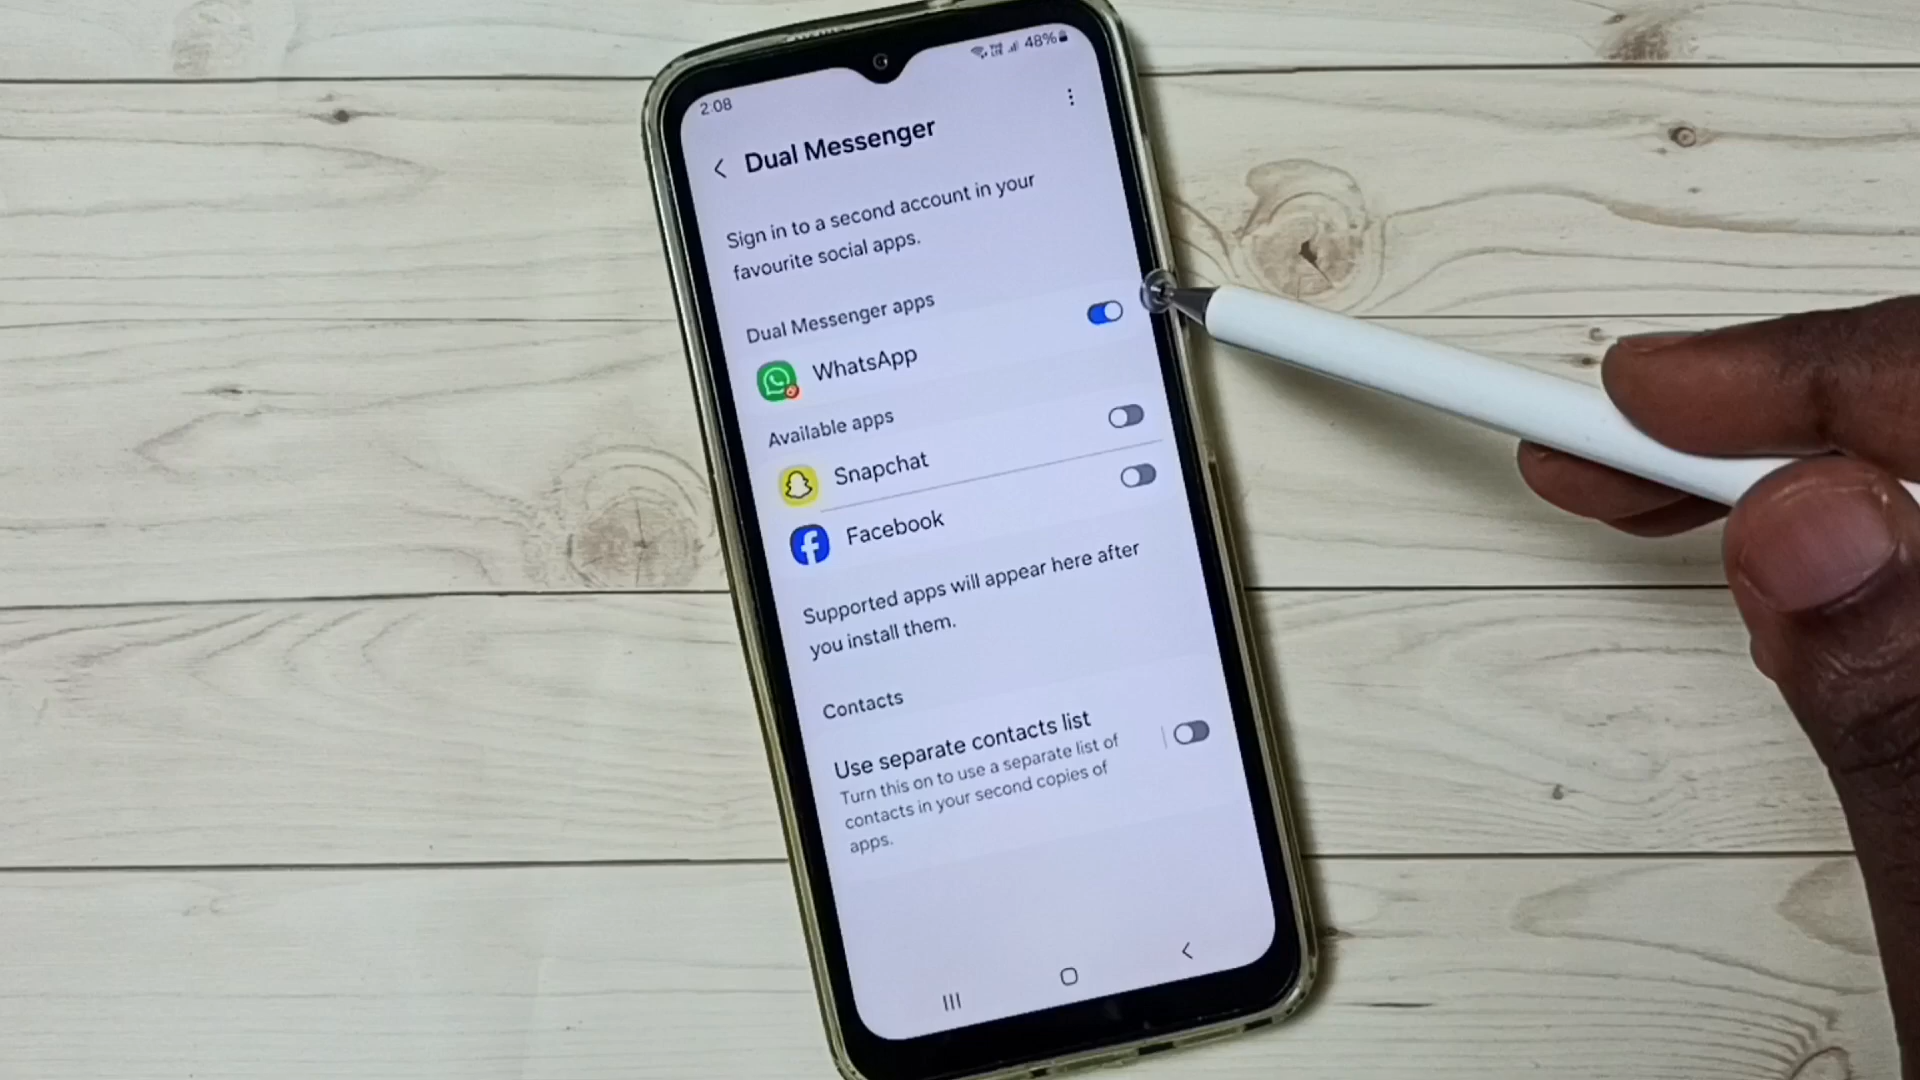 2:08
48%
Dual Messenger
Sign in to a second account in your
favourite social apps.
Dual Messenger apps
WhatsApp
Available apps
Snapchat
Facebook
Supported apps will appear here after
you install them.
Contacts
Use separate contacts list
Turn this on to use a separate list of
contacts in your second copies of
apps.